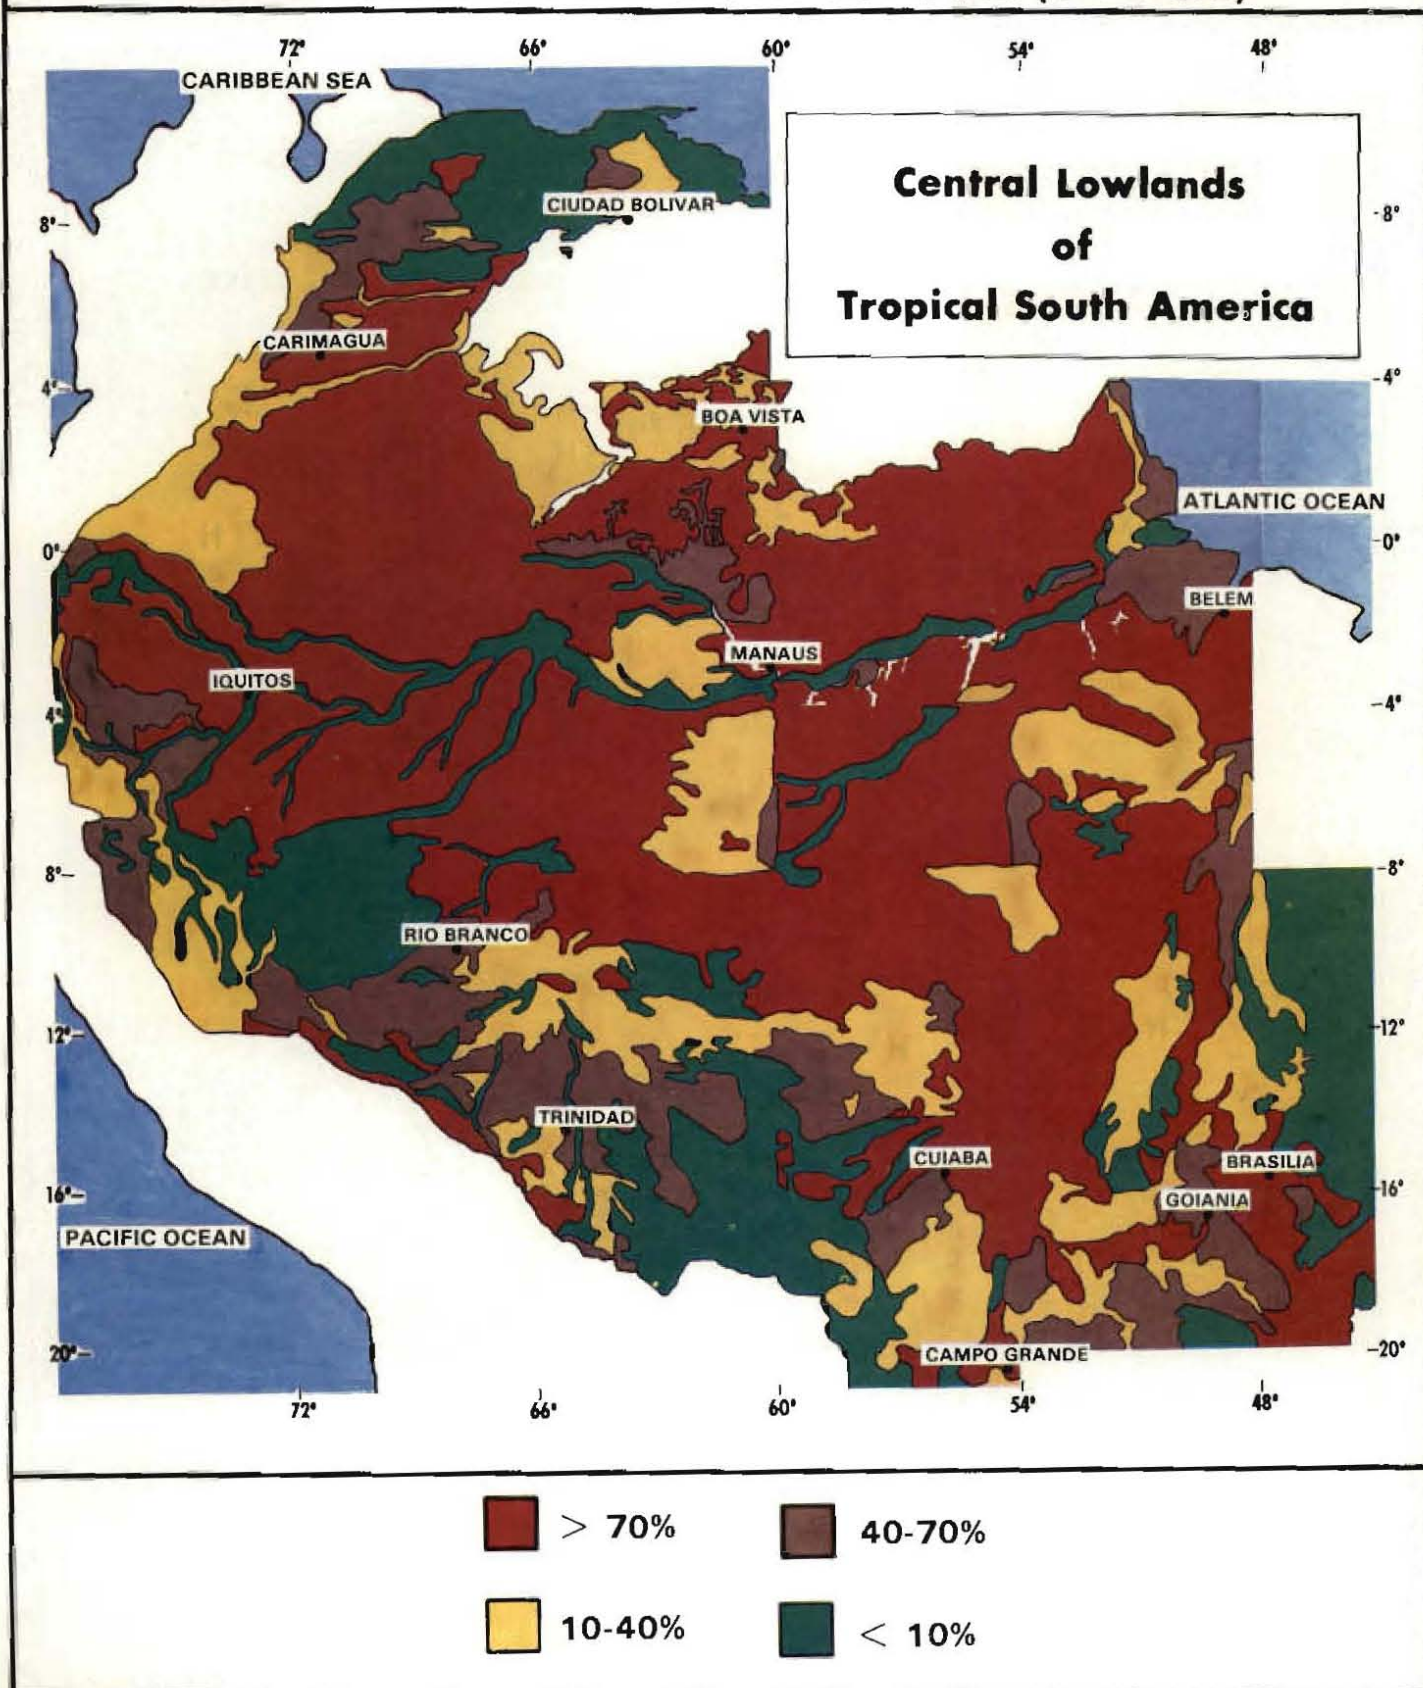 72° 66° 60° 54° 48°
CARIBBEAN SEA
Central Lowlands
of
Tropical South America
CIUDAD BOLIVAR
8° 8°
CARIMAGUA
4° 4°
BOA VISTA
ATLANTIC OCEAN
0° 0°
BELEM
MANAUS
IQUITOS
4° 4°
8° 8°
RIO BRANCO
12° 12°
TRINIDAD
CUIABA
BRASILIA
16° 16°
GOIANIA
PACIFIC OCEAN
20° 20°
CAMPO GRANDE
72° 66° 60° 54° 48°
> 70% 40-70%
10-40% < 10%